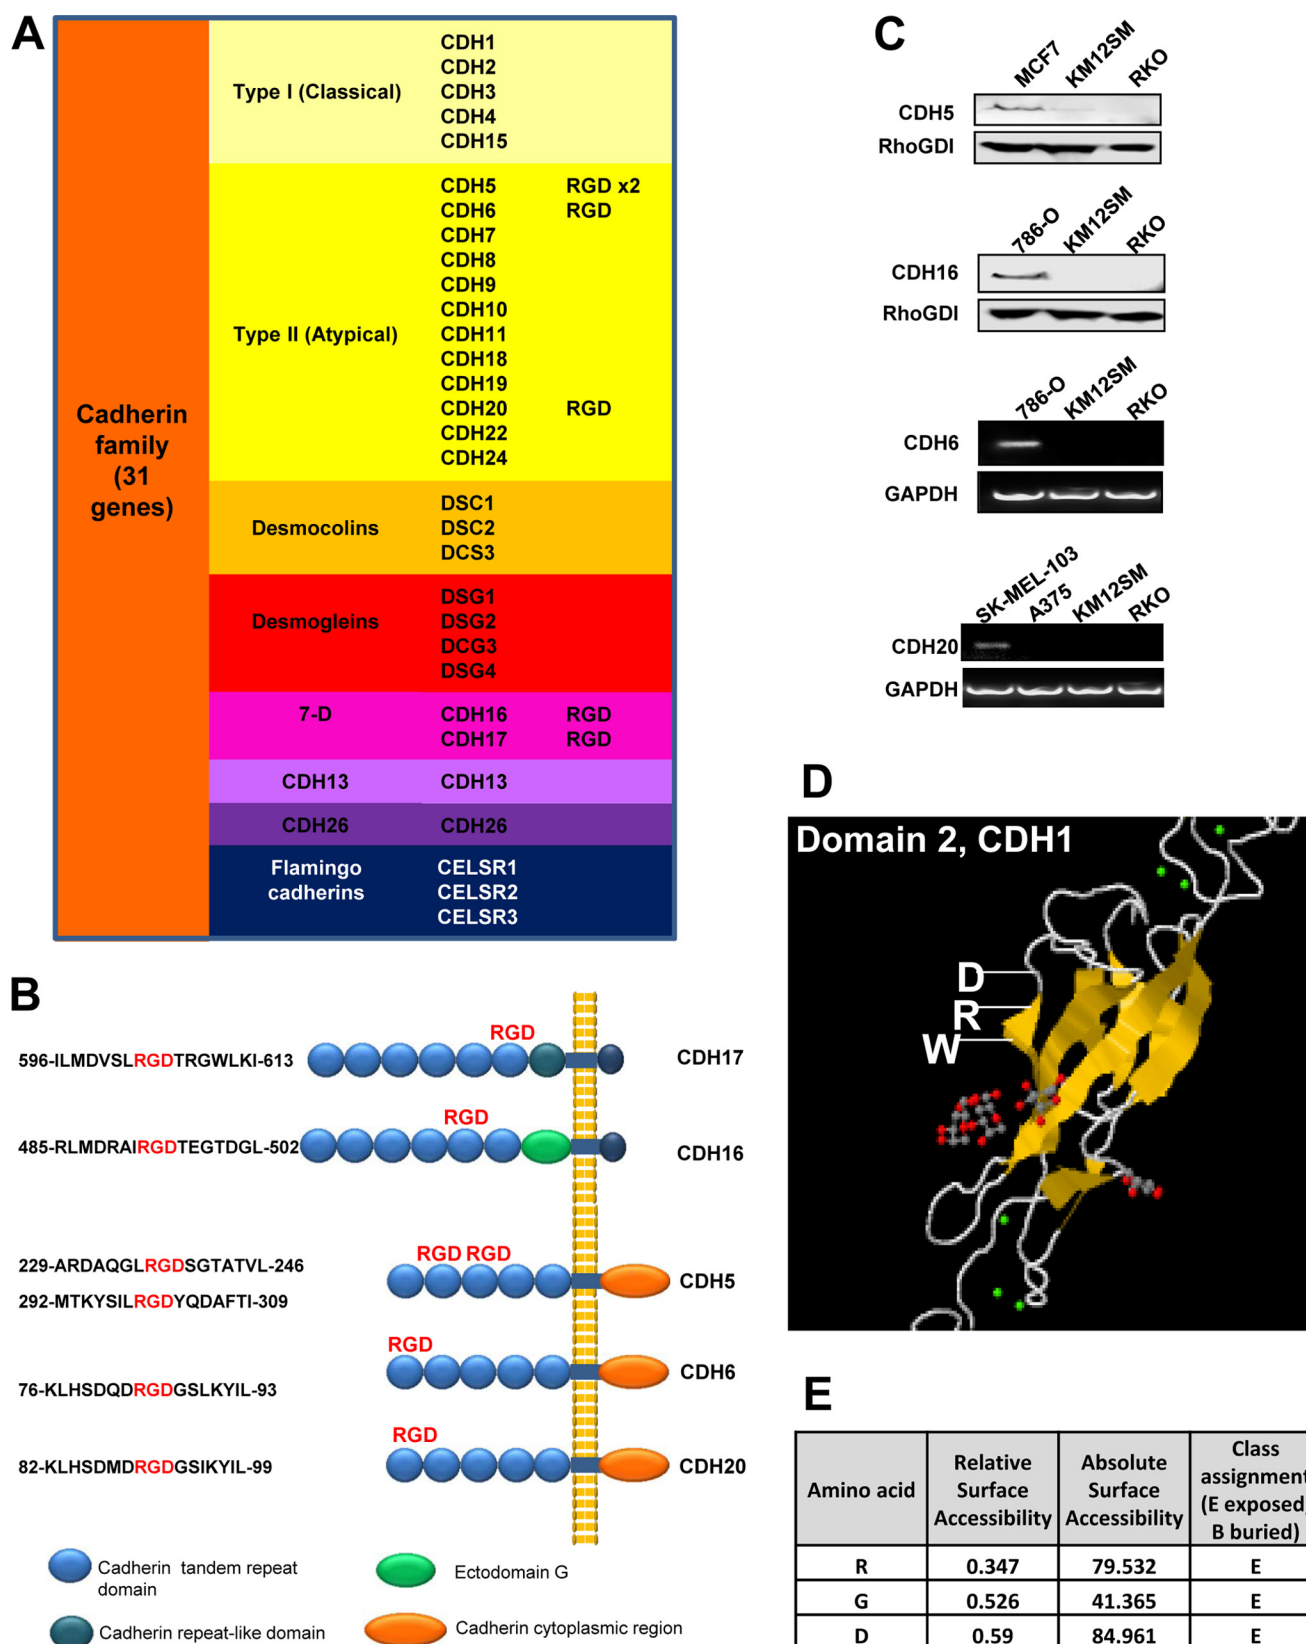 A
Cadherin
family
(31
genes)
Type I (Classical)
CDH1
CDH2
CDH3
CDH4
CDH15
Type II (Atypical)
CDH5 RGD x2
CDH6 RGD
CDH7
CDH8
CDH9
CDH10
CDH11
CDH18
CDH19
CDH20 RGD
CDH22
CDH24
Desmocolins
DSC1
DSC2
DCS3
Desmogleins
DSG1
DSG2
DCG3
DSG4
7-D
CDH16 RGD
CDH17 RGD
CDH13 CDH13
CDH26 CDH26
Flamingo
cadherins
CELSR1
CELSR2
CELSR3
B
RGD
596-ILMDVSLRGDTRGWLKI-613 CDH17
RGD
485-RLMDRAIRGDTEGTDGL-502 CDH16
RGD RGD
229-ARDAQGLRGDSGTATVL-246
292-MTKYSILRGDYQDAFTI-309
CDH5
RGD
76-KLHSDQDRGDGSLKYIL-93 CDH6
RGD
82-KLHSDMDRGDGSIKYIL-99 CDH20
Cadherin tandem repeat
domain
Ectodomain G
Cadherin repeat-like domain
Cadherin cytoplasmic region
C
MCF7 KM12SM RKO
CDH5
RhoGDI
786-O KM12SM RKO
CDH16
RhoGDI
786-O KM12SM RKO
CDH6
GAPDH
SK-MEL-103 A375 KM12SM RKO
CDH20
GAPDH
D
Domain 2, CDH1
D
R
W
E
Amino acid
Relative
Surface
Accessibility
Absolute
Surface
Accessibility
Class
assignment
(E exposed,
B buried)
R 0.347 79.532 E
G 0.526 41.365 E
D 0.59 84.961 E